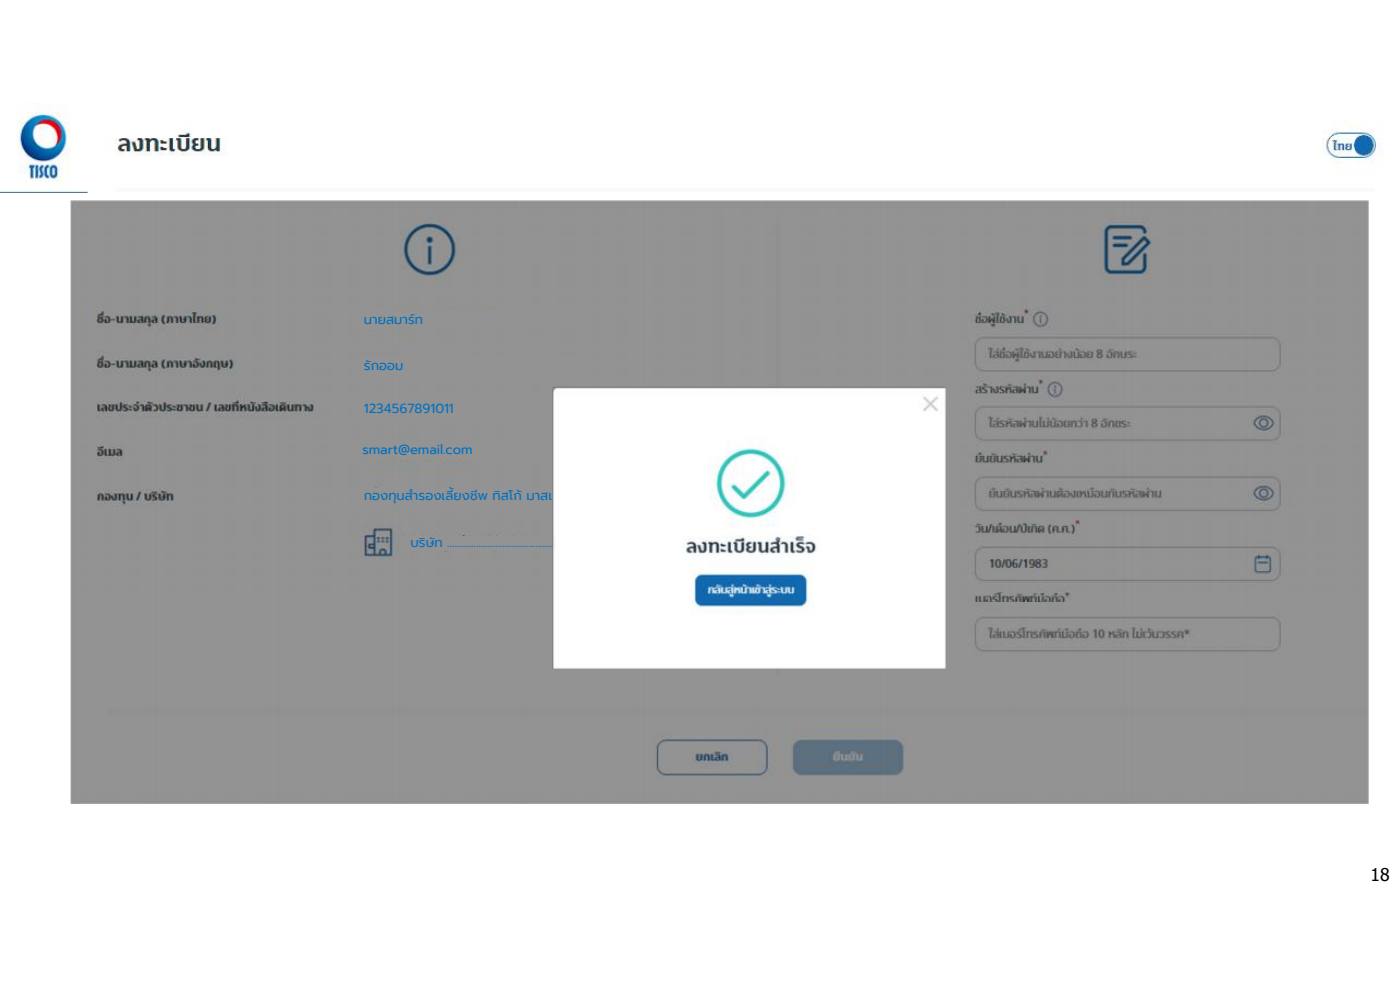 TISCO
ลงทะเบียน
ไทย
ชื่อ-นามสกุล (ภาษาไทย)
นายสมาร์ท
ชื่อ-นามสกุล (ภาษาอังกฤษ)
รักออม
เลขประจำตัวประชาชน / เลขที่หนังสือเดินทาง
1234567891011
อีเมล
smart@email.com
กองทุน / บริษัท
กองทุนสำรองเลี้ยงชีพ ทิสโก้ มาสเ
บริษัท
ลงทะเบียนสำเร็จ
กลับสู่หน้าเข้าสู่ระบบ
ชื่อผู้ใช้งาน*
ใส่ชื่อผู้ใช้งานอย่างน้อย 8 อักษระ
สร้างรหัสผ่าน*
ใส่รหัสผ่านไม่น้อยกว่า 8 อักขระ
ยืนยันรหัสผ่าน*
ยืนยันรหัสผ่านต้องเหมือนกับรหัสผ่าน
วัน/เดือน/ปีเกิด (ค.ศ.)*
10/06/1983
เบอร์โทรศัพท์มือถือ*
ใส่เบอร์โทรศัพท์มือถือ 10 หลัก ไม่เว้นวรรค*
ยกเลิก
ยืนยัน
18